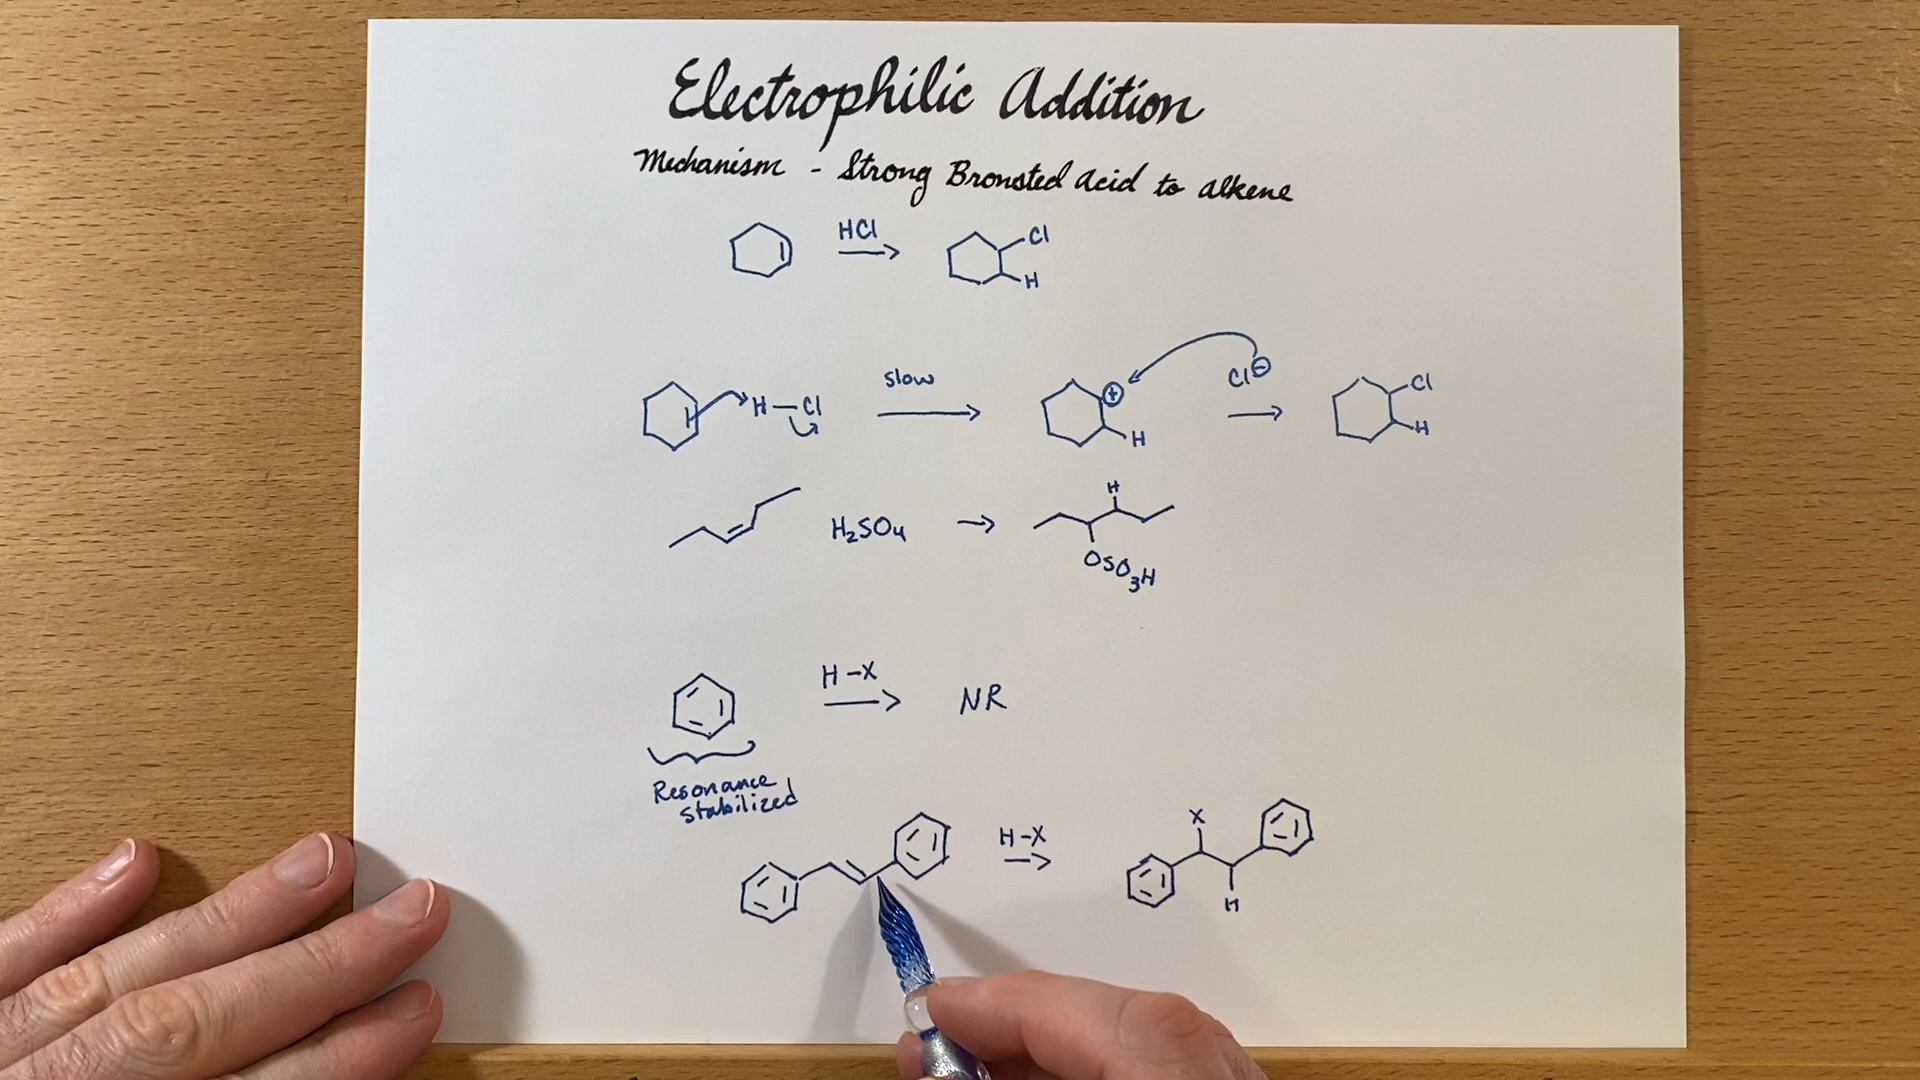 Electrophilic Addition
Mechanism - Strong Bronsted Acid to alkene
HCl
Cl
H
H-Cl
slow
+
H
Cl⊖
Cl
H
H₂SO₄
H
OSO₃H
H-X
NR
Resonance
stabilized
H-X
X
H